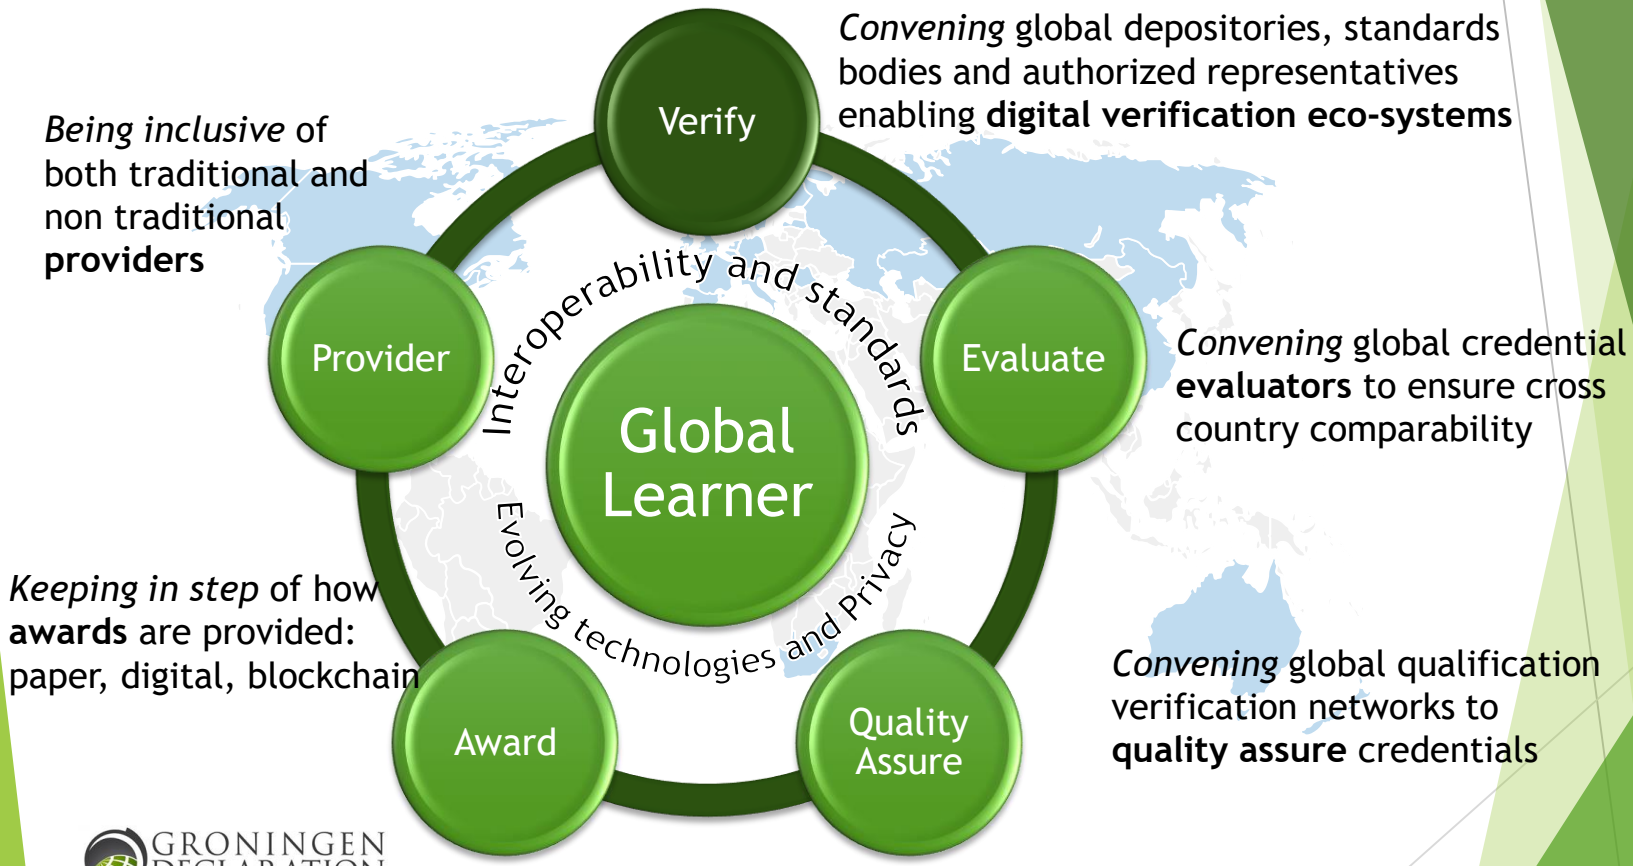 Convening global depositories, standards
bodies and authorized representatives
enabling digital verification eco-systems
Verify
Being inclusive of
both traditional and
non traditional
providers
Interoperability and standards
Provider
Evaluate
Convening global credential
evaluators to ensure cross
country comparability
Global
Learner
Evolving technologies and Privacy
Keeping in step of how
awards are provided:
paper, digital, blockchain
Convening global qualification
verification networks to
quality assure credentials
Award
Quality
Assure
GRONINGEN
DECLARATION